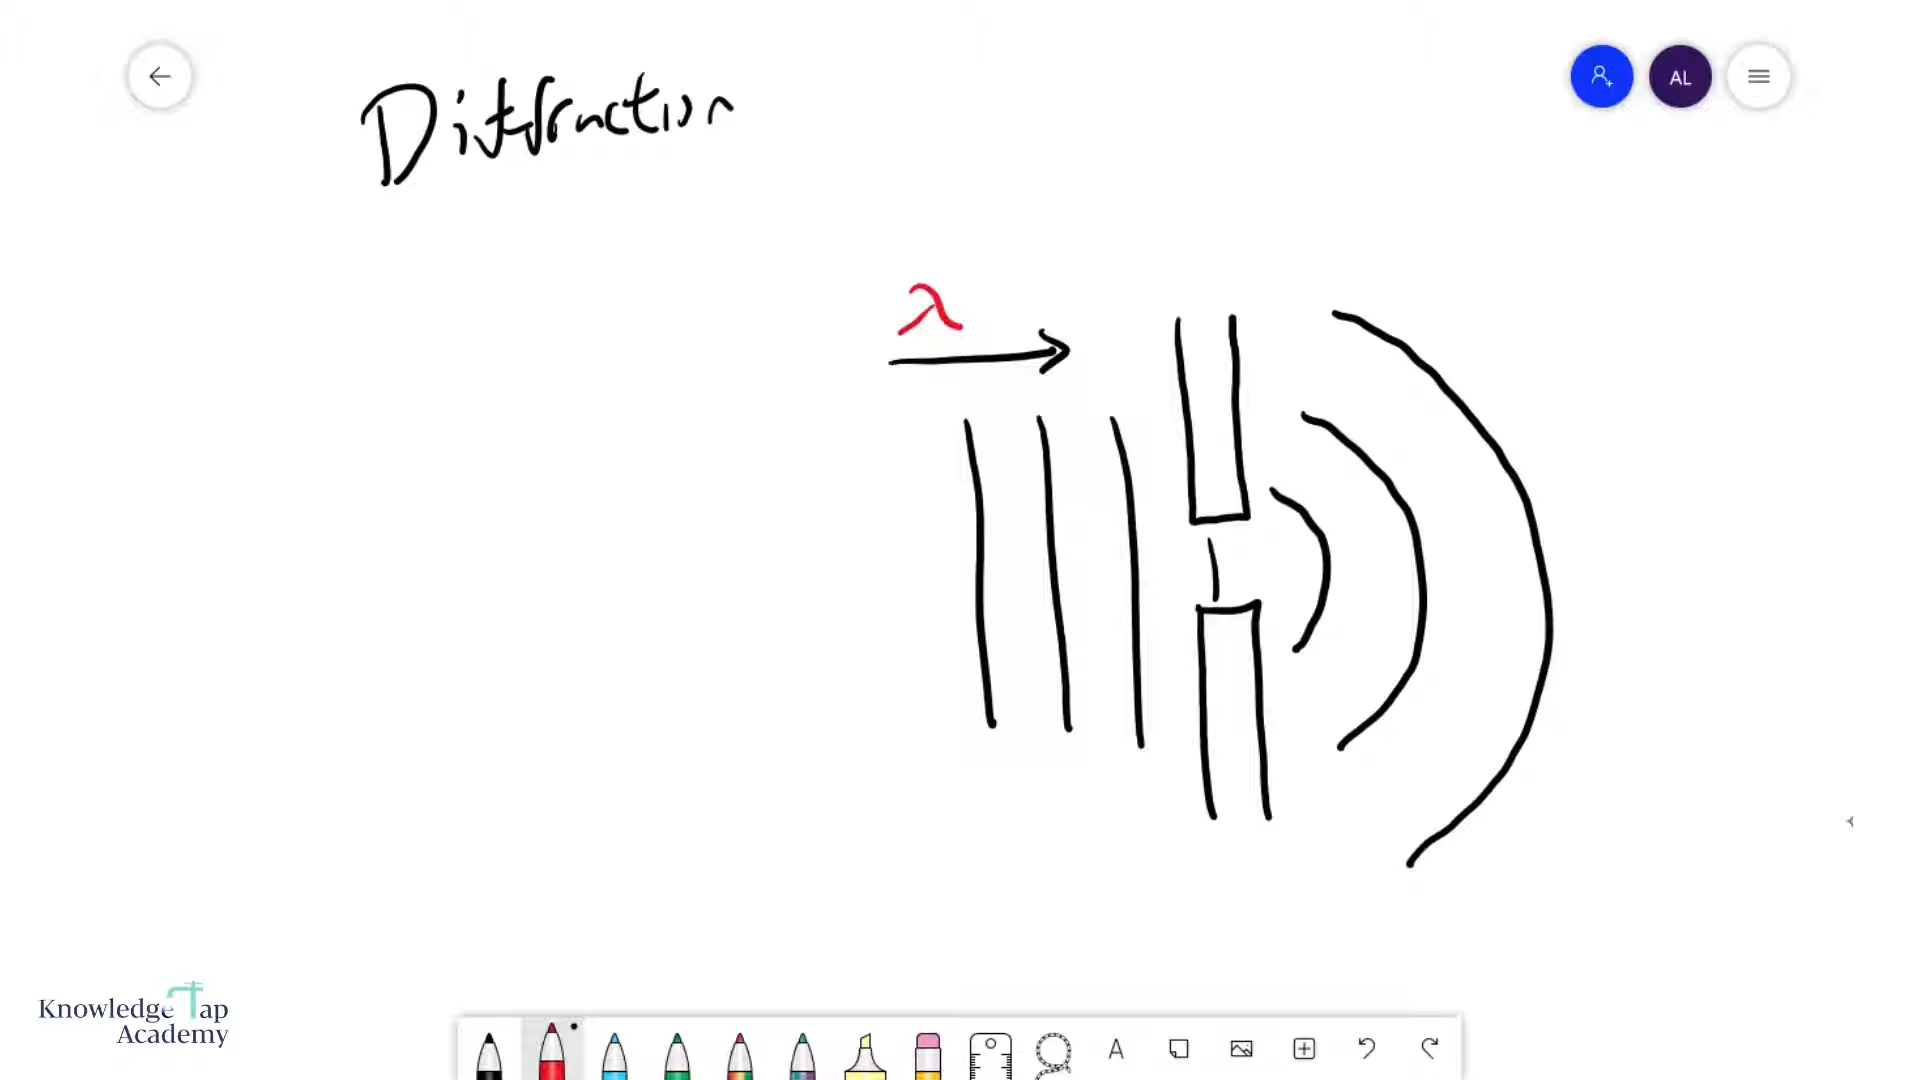 Diffraction
AL
λ
Knowledge Tap
Academy
A